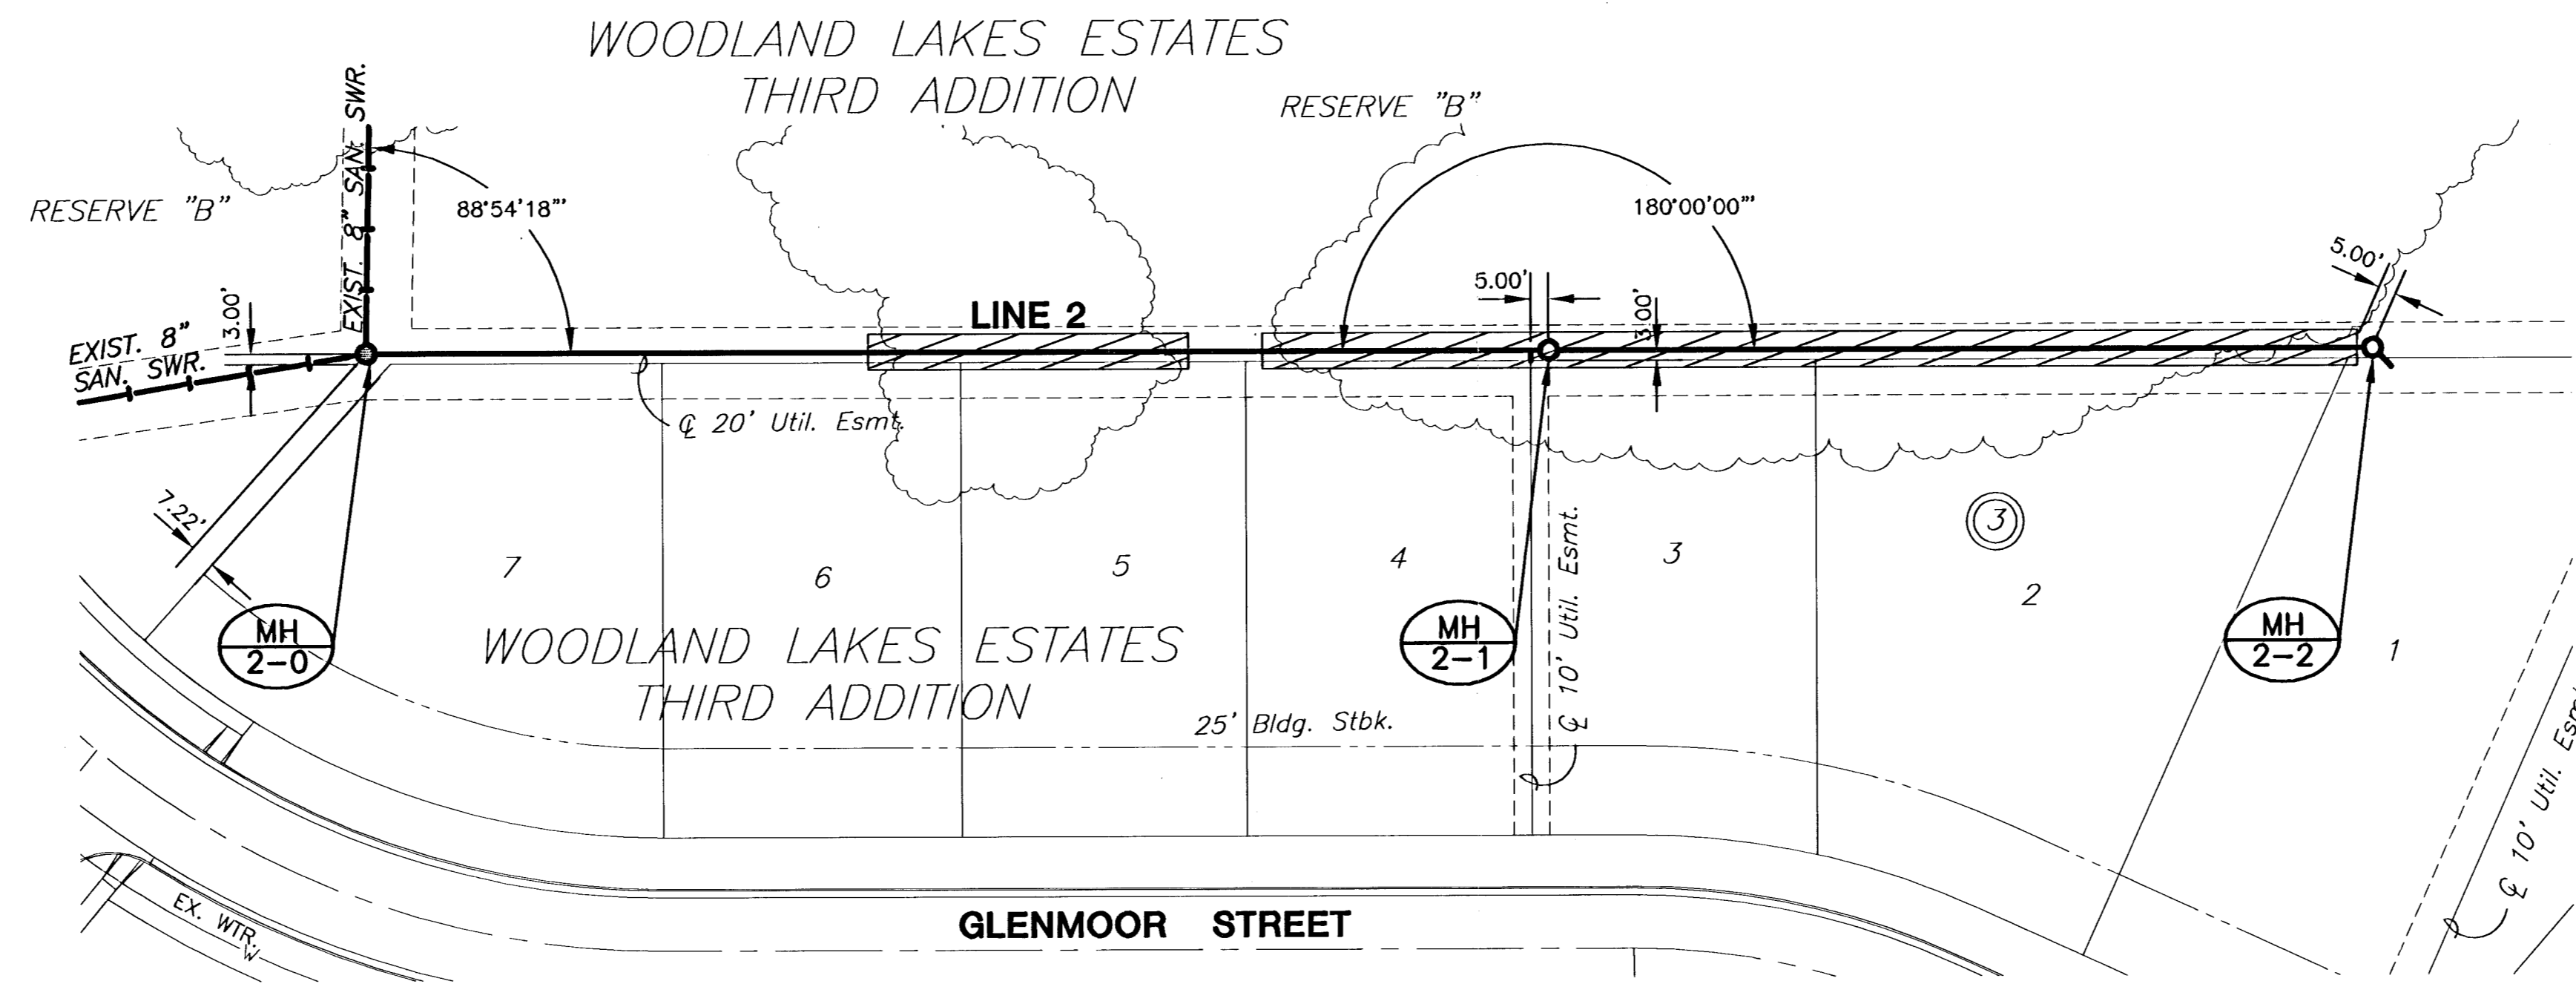 WOODLAND LAKES ESTATES
THIRD ADDITION
RESERVE "B"
EXIST. 8" SAN. SWR.
RESERVE "B"
88°54'18"'
180°00'00"'
5.00'
5.00'
3.00'
3.00'
LINE 2
EXIST. 8"
SAN. SWR.
℄ 20' Util. Esmt.
7.22'
7
6
5
4
3
3
2
1
℄ 10' Util. Esmt.
MH
2-0
MH
2-1
MH
2-2
WOODLAND LAKES ESTATES
THIRD ADDITION
25' Bldg. Stbk.
℄ 10' Util. Esm
EX. WTR.
W
GLENMOOR STREET